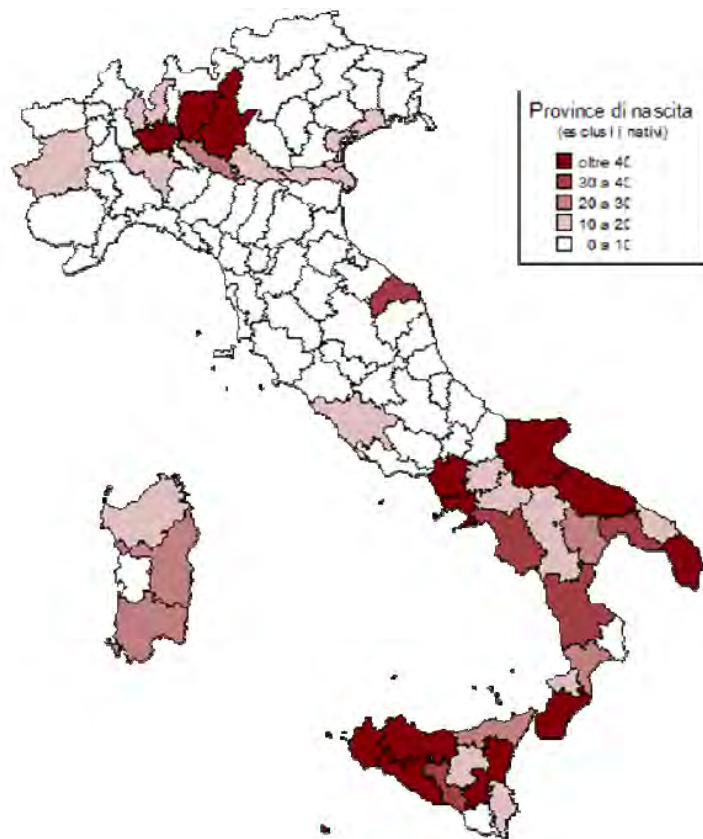 Province di nascita
(esclusi i nativi)
oltre 40
30 a 40
20 a 30
10 a 20
0 a 10